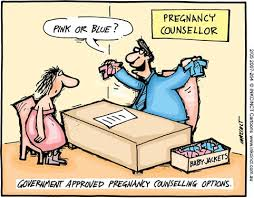 PREGNANCY
COUNSELLOR
PINK OR BLUE?
BABY JACKETS
GOVERNMENT APPROVED PREGNANCY COUNSELLING OPTIONS.